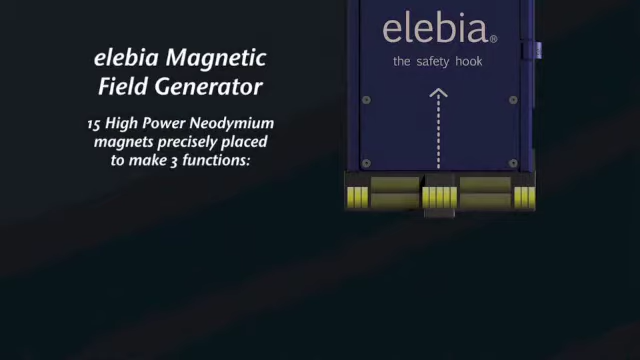 elebia Magnetic
Field Generator
15 High Power Neodymium
magnets precisely placed
to make 3 functions:
elebia®
the safety hook